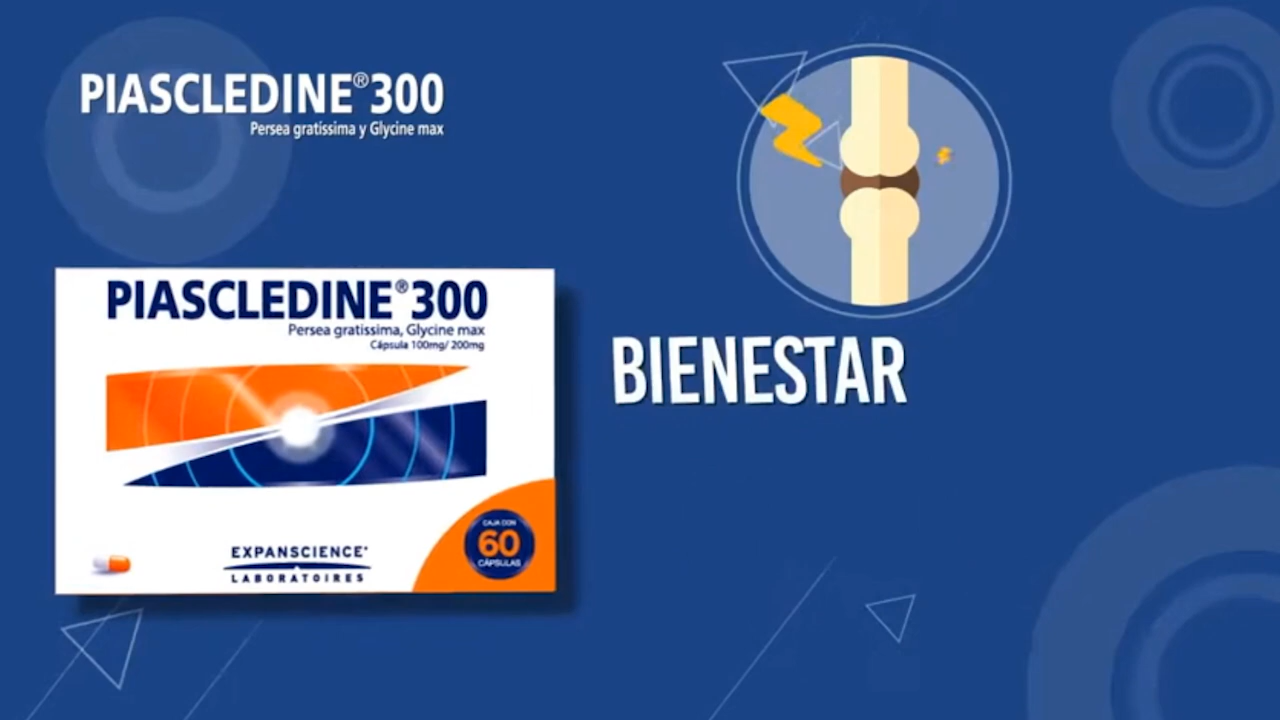 PIASCLEDINE®300
Persea gratíssima y Glycine max
PIASCLEDINE®300
Persea gratissima, Glycine max
Cápsula 100mg/ 200mg
EXPANSCIENCE®
LABORATOIRES
CAJA CON
60
CÁPSULAS
BIENESTAR